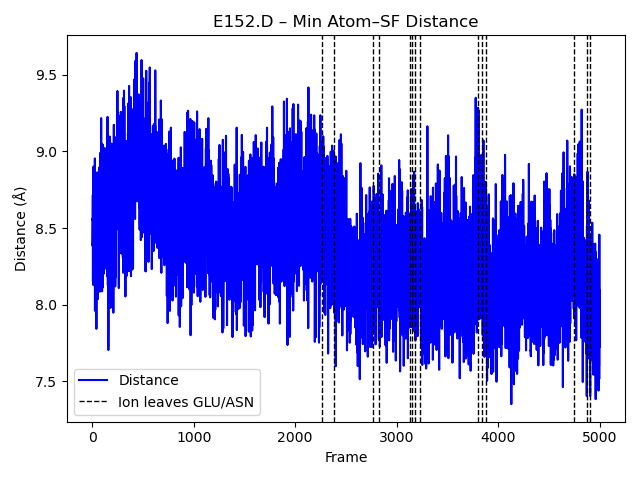 E152.D – Min Atom–SF Distance
9.5
9.0
8.5
8.0
7.5
Distance (Å)
Distance
Ion leaves GLU/ASN
0
1000
2000
3000
4000
5000
Frame